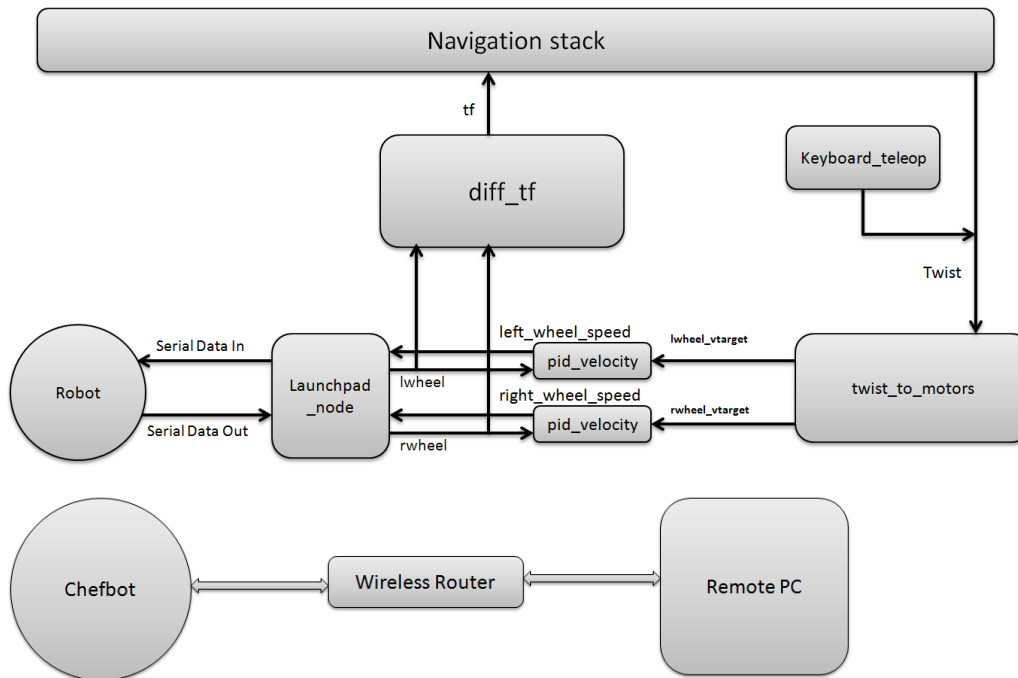 Navigation stack
tf
Keyboard_teleop
diff_tf
Twist
left_wheel_speed
Serial Data In
lwheel_vtarget
pid_velocity
Robot
Launchpad
_node
lwheel
twist_to_motors
right_wheel_speed
rwheel_vtarget
pid_velocity
Serial Data Out
rwheel
Chefbot
Wireless Router
Remote PC